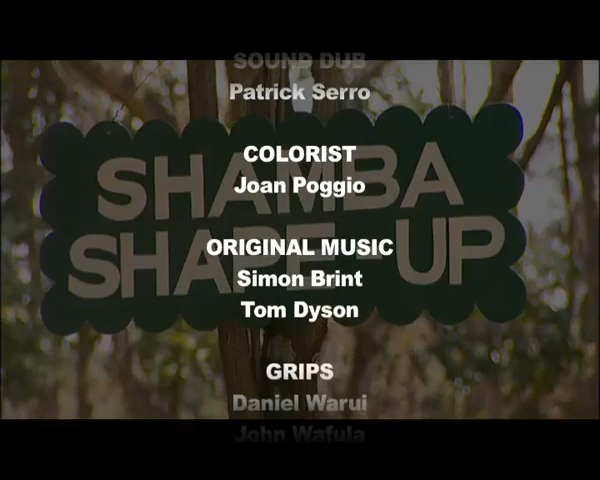 SOUND DUB
Patrick Serro
COLORIST
Joan Poggio
ORIGINAL MUSIC
Simon Brint
Tom Dyson
GRIPS
Daniel Warui
John Wafula
SHAMBA
SHAPE-UP